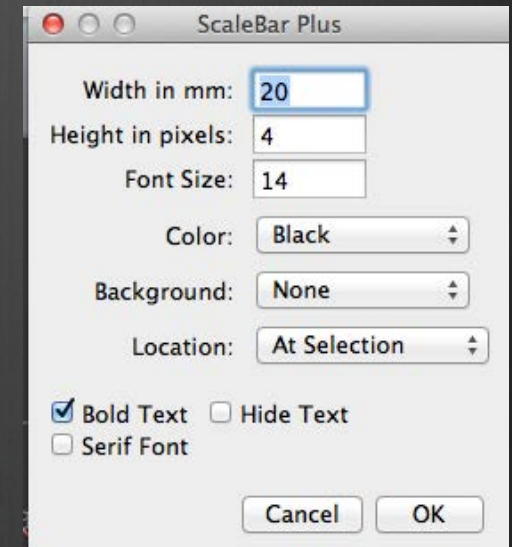 ScaleBar Plus
Width in mm: 20
Height in pixels: 4
Font Size: 14
Color: Black
Background: None
Location: At Selection
Bold Text Hide Text
Serif Font
Cancel OK